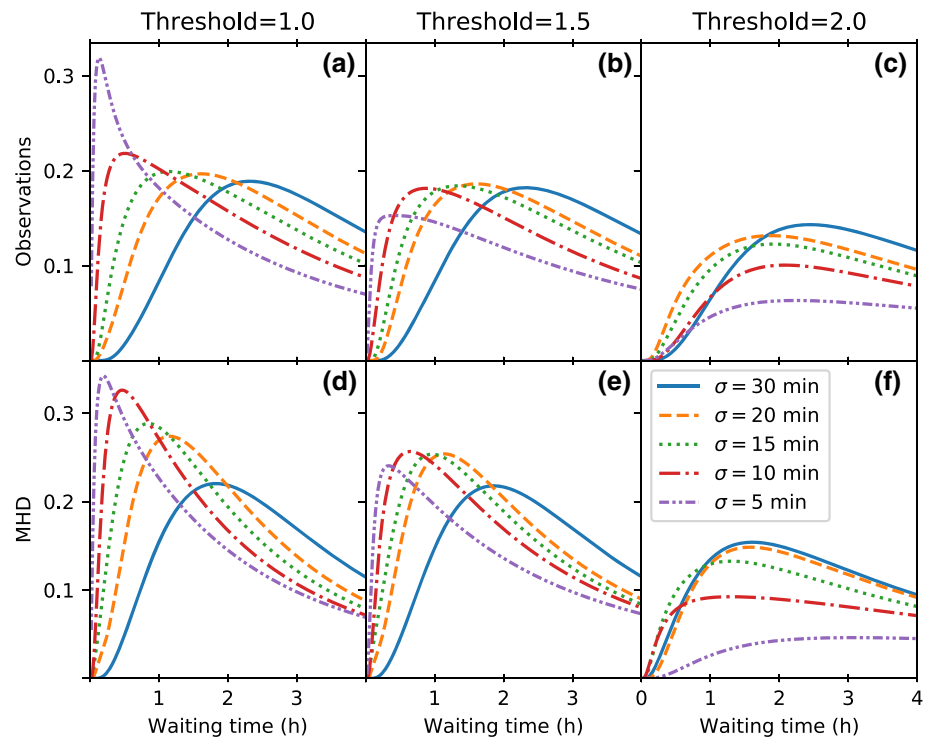 Threshold=1.0 Threshold=1.5 Threshold=2.0
(a) (b) (c)
0.3
0.2
0.1
Observations
(d) (e) (f)
0.3
0.2
0.1
MHD
σ = 30 min
σ = 20 min
σ = 15 min
σ = 10 min
σ = 5 min
1 2 3 1 2 3 0 1 2 3 4
Waiting time (h) Waiting time (h) Waiting time (h)